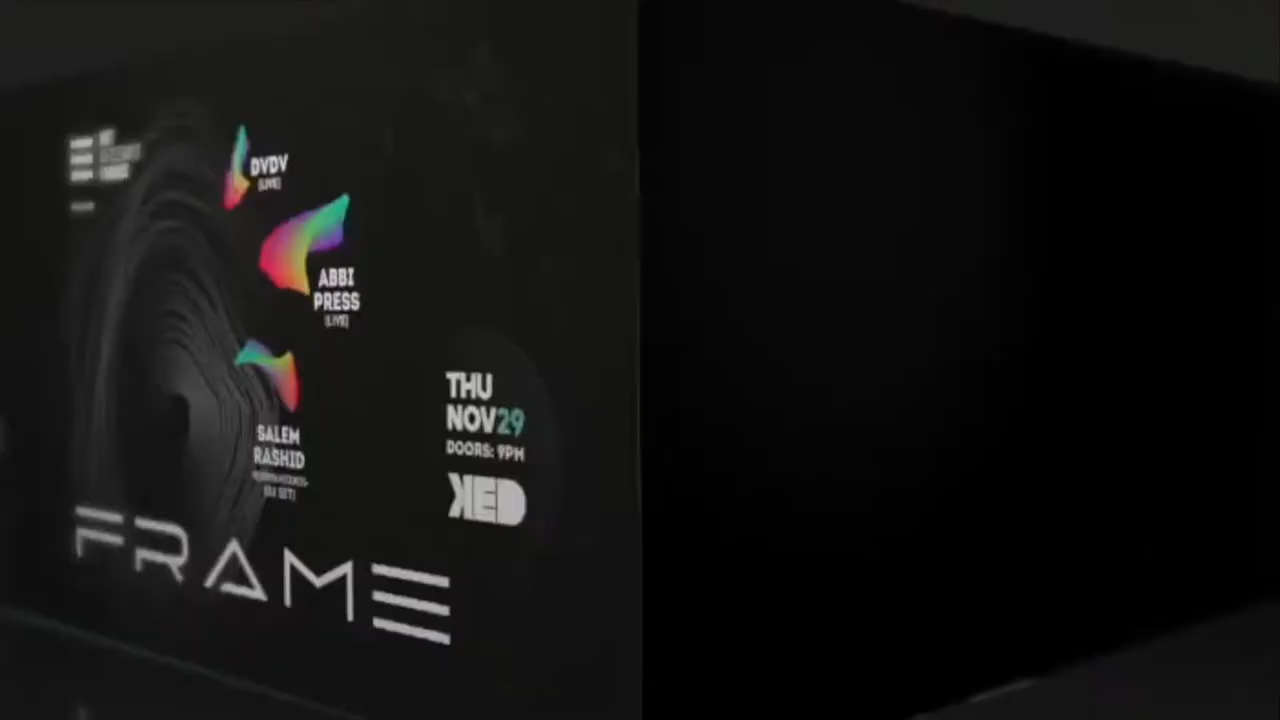 DVDV
(LIVE)
ABBI
PRESS
(LIVE)
SALEM
RASHID
(DJ SET)
THU
NOV29
DOORS: 9PM
KED
FRAME